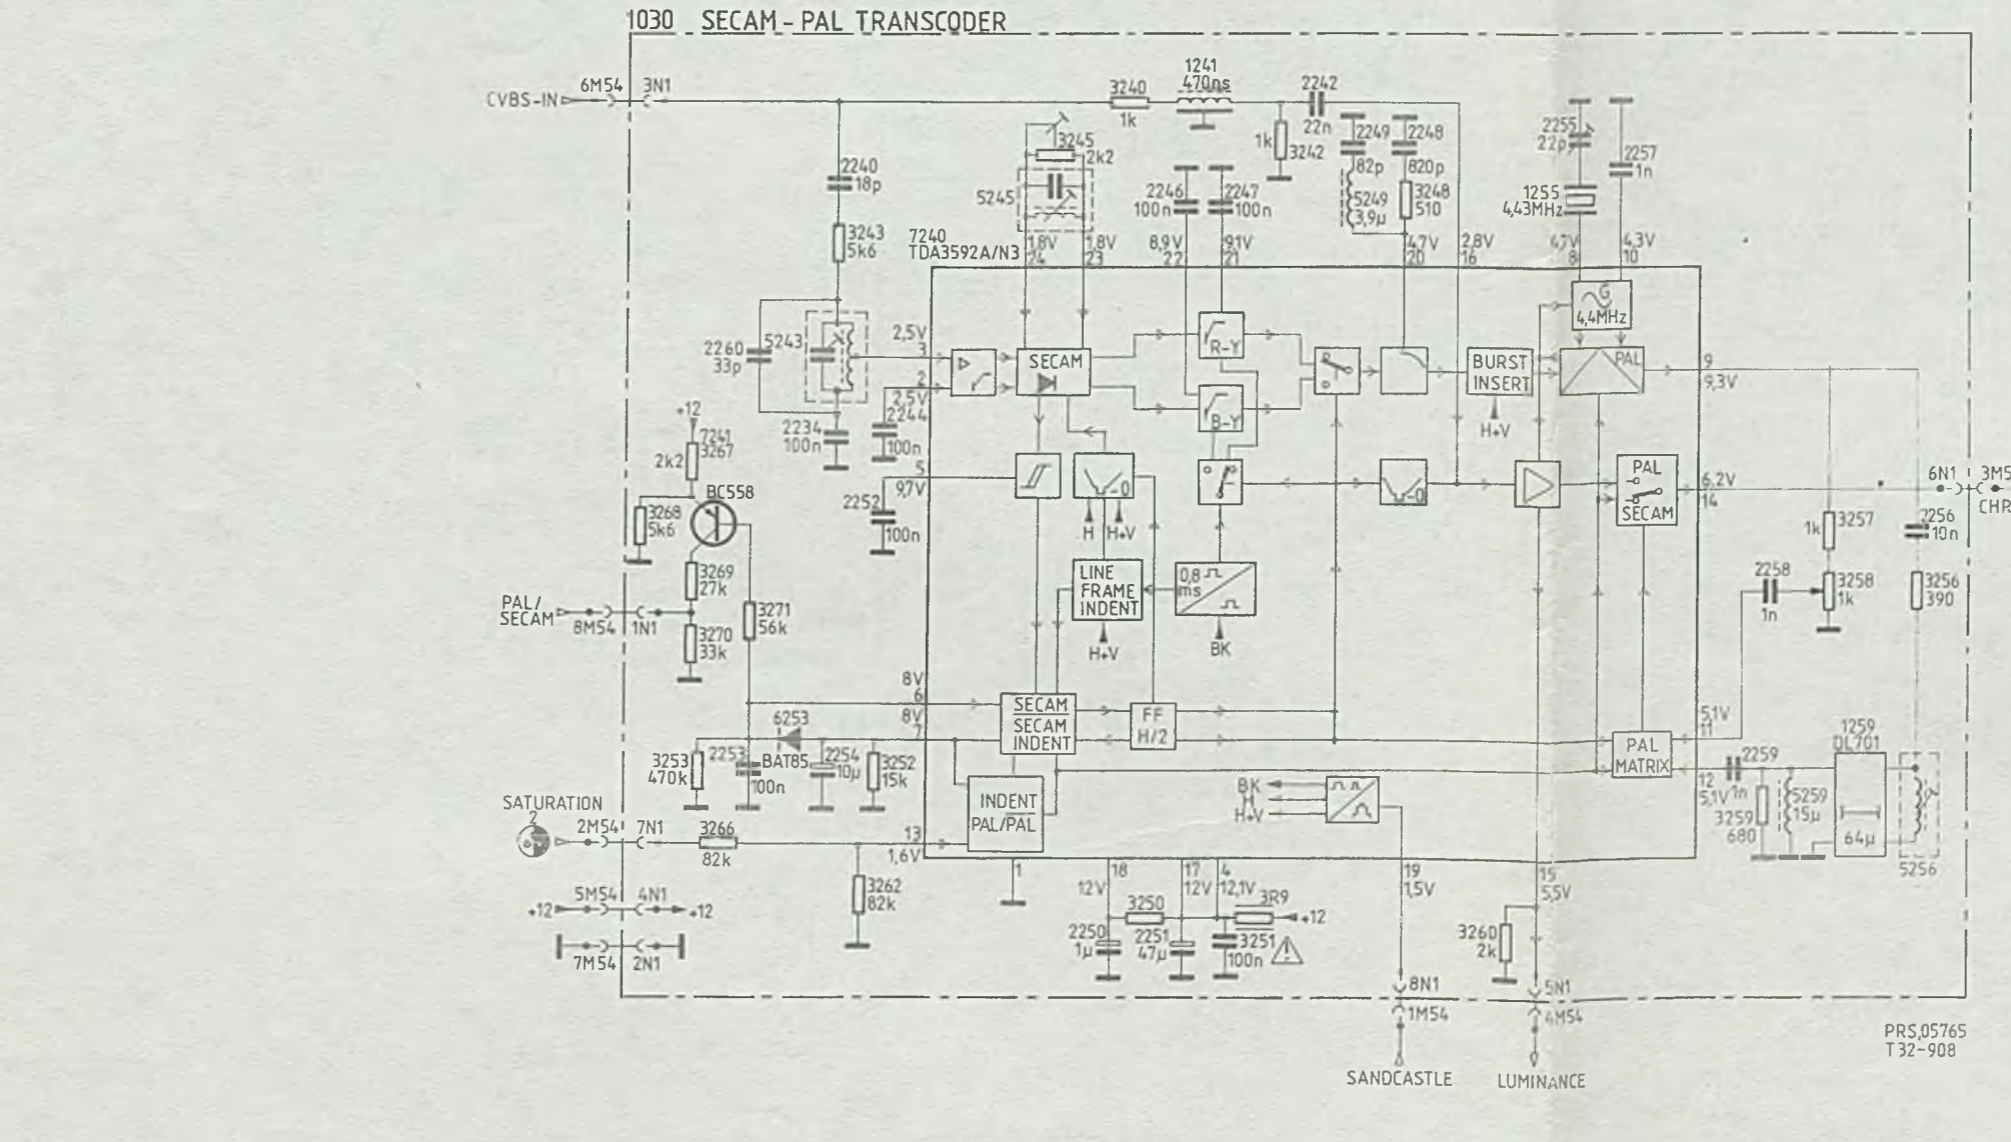 1030 SECAM-PAL TRANSCODER
CVBS-IN
6M54
3N1
3240
1k
1241
470ns
2242
22n
1k
3242
3245
2k2
5245
2240
18p
3243
5k6
2246
100n
2247
100n
2249
82p
5249
3,9µ
2248
820p
3248
510
2255
22p
1255
4,43MHz
2257
1n
7240
TDA3592A/N3
1,8V
24
1,8V
23
8,9V
22
9,1V
21
4,7V
20
2,8V
16
4,7V
8
4,3V
10
G
4,4MHz
2260
33p
5243
2,5V
3
2
2,5V
2244
100n
2234
100n
SECAM
R-Y
B-Y
BURST
INSERT
H+V
PAL
9
9,3V
+12
7241
3267
2k2
BC558
3268
5k6
3269
27k
PAL/
SECAM
8M54
1N1
3270
33k
3271
56k
5
9,7V
2252
100n
H
H+V
LINE
FRAME
INDENT
H+V
0,8
ms
BK
PAL
SECAM
6,2V
14
6N1
3M5
CHR
3257
1k
2256
10n
2258
1n
3258
1k
3256
390
8V
6
8V
7
SECAM
SECAM
INDENT
FF
H/2
6253
BAT85
3253
470k
2253
100n
2254
10µ
3252
15k
INDENT
PAL/PAL
BK
H
H+V
PAL
MATRIX
5,1V
11
12
5,1V
2259
1n
3259
680
5259
15µ
1259
DL701
64µ
5256
SATURATION
2
2M54
7N1
3266
82k
13
1,6V
3262
82k
5M54
4N1
+12
+12
7M54
2N1
1
18
12V
17
12V
4
12,1V
3250
3R9
+12
2250
1µ
2251
47µ
3251
100n
19
1,5V
15
5,5V
3260
2k
8N1
1M54
5N1
4M54
SANDCASTLE
LUMINANCE
PRS,05765
T32-908